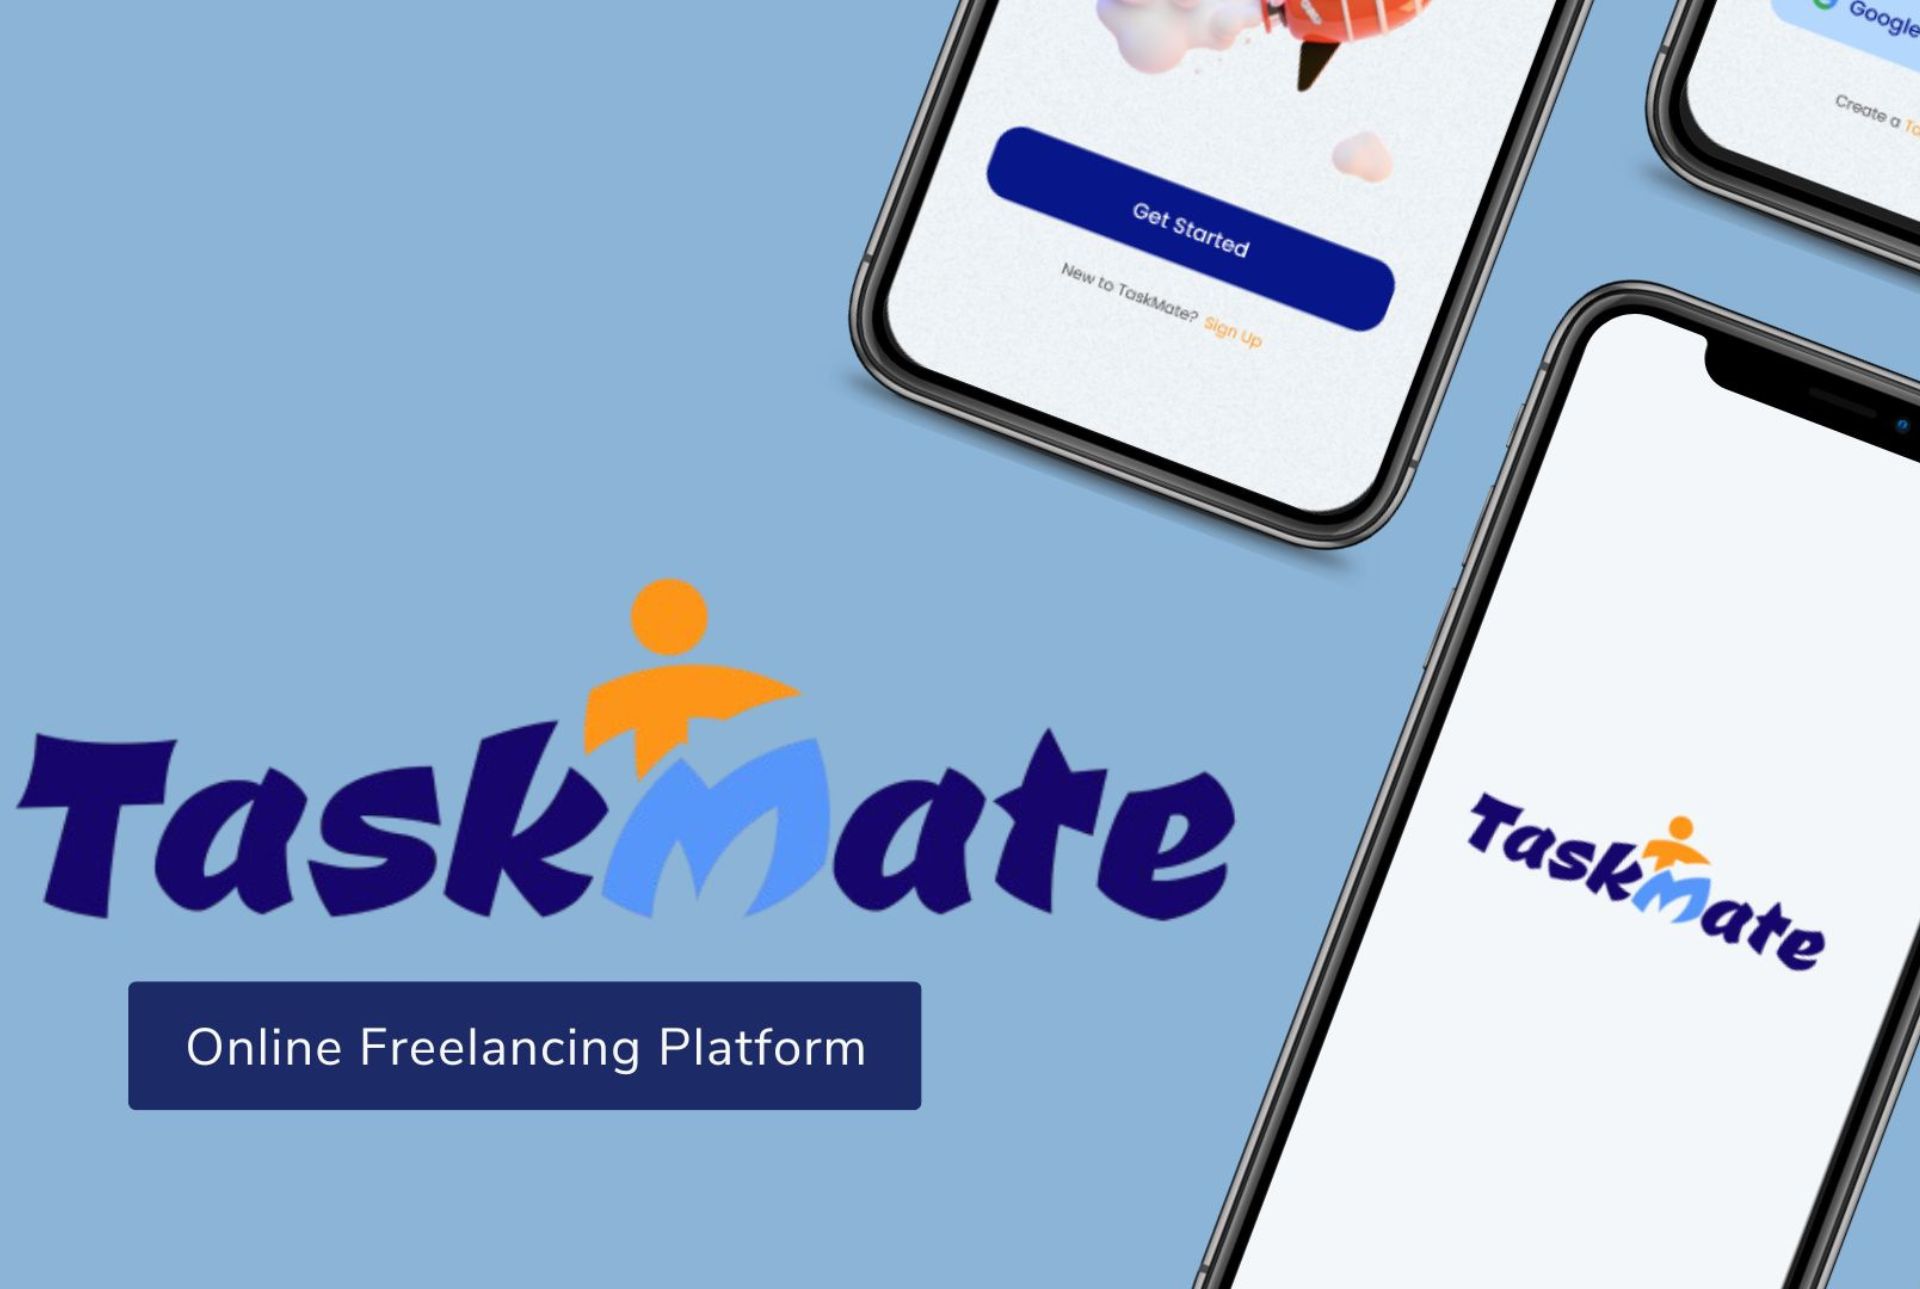 Google
Create a
Get Started
New to TaskMate? Sign Up
TaskMate
Online Freelancing Platform
TaskMate